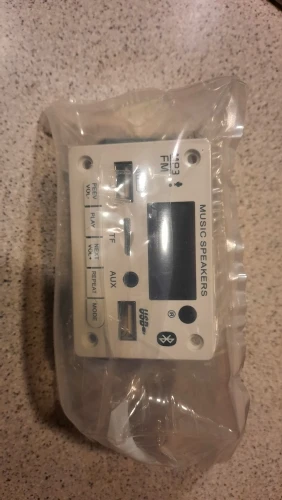 MUSIC SPEAKERS
MP3
FM
®
TF
AUX
USB
PREV
VOL-
PLAY
NEXT
VOL+
REPEAT
MODE